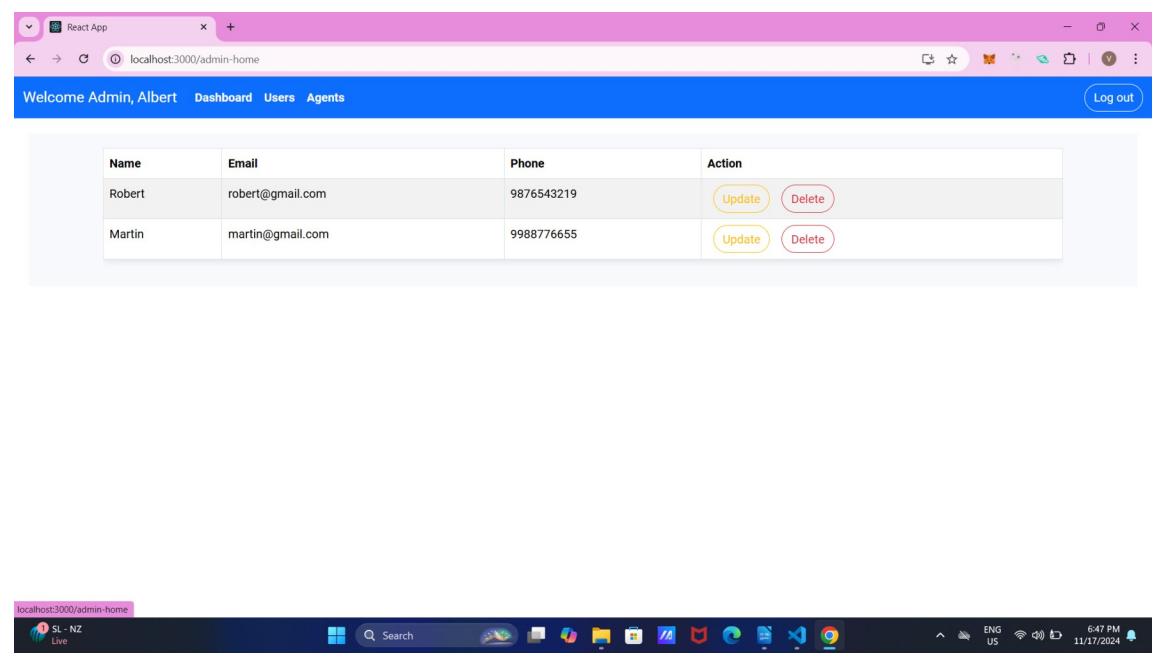 React App
localhost:3000/admin-home
V
Welcome Admin, Albert Dashboard Users Agents Log out
Name Email Phone Action
Robert robert@gmail.com 9876543219 Update Delete
Martin martin@gmail.com 9988776655 Update Delete
localhost:3000/admin-home
1 SL - NZ
Live
Search
ENG
US
6:47 PM
11/17/2024